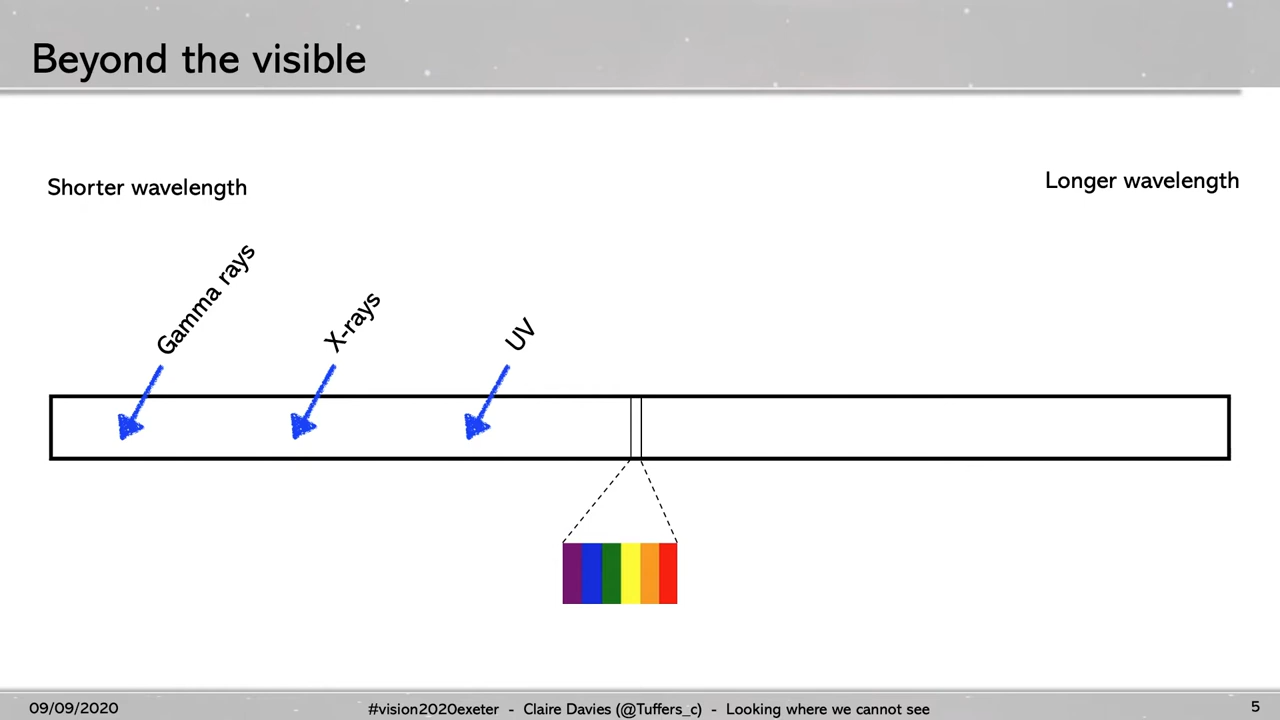 Beyond the visible
Shorter wavelength
Longer wavelength
Gamma rays
X-rays
UV
09/09/2020
#vision2020exeter - Claire Davies (@Tuffers_c) - Looking where we cannot see
5